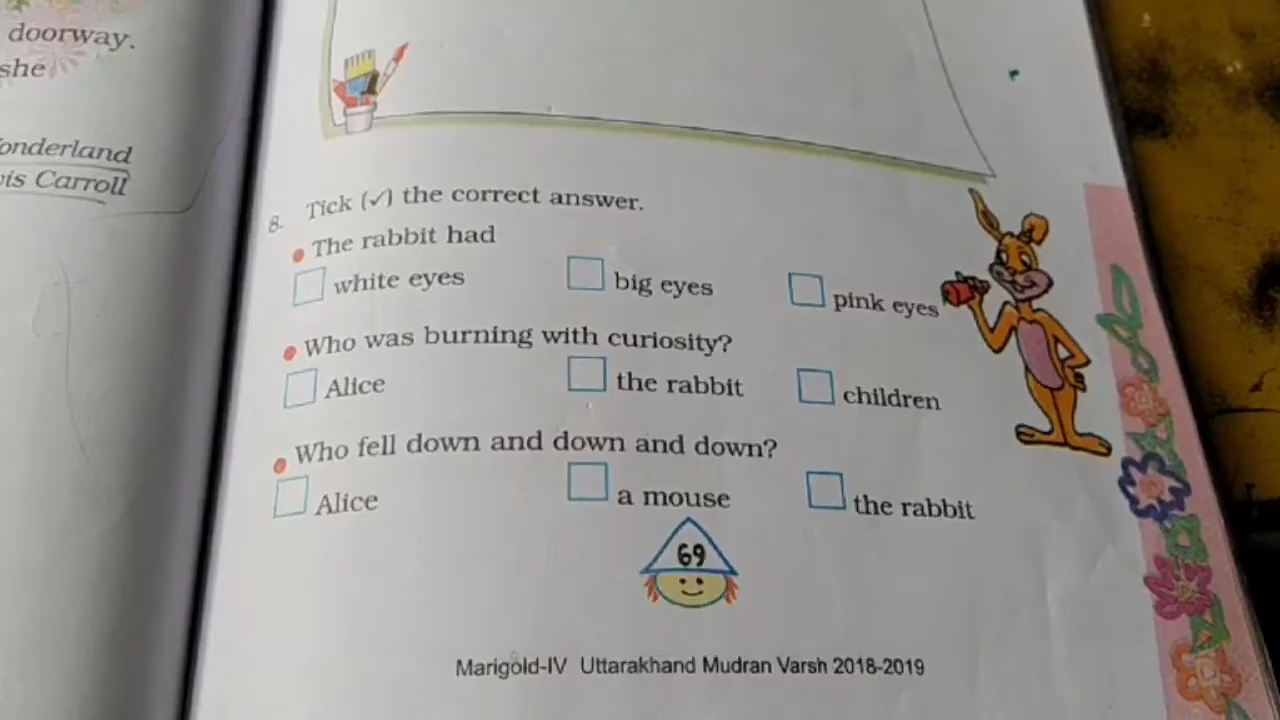 doorway.
she
onderland
is Carroll
8. Tick (✓) the correct answer.
• The rabbit had
white eyes
big eyes
pink eyes
• Who was burning with curiosity?
Alice
the rabbit
children
• Who fell down and down and down?
Alice
a mouse
the rabbit
69
Marigold-IV Uttarakhand Mudran Varsh 2018-2019